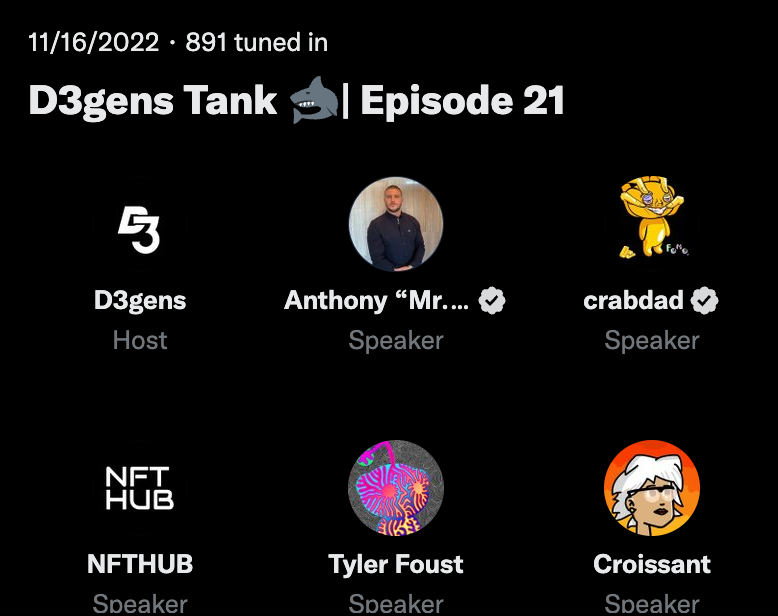 11/16/2022 · 891 tuned in
D3gens Tank 🦈| Episode 21
D3
FOMO.
D3gens
Anthony “Mr.…
crabdad
Host
Speaker
Speaker
NFT
HUB
NFTHUB
Tyler Foust
Croissant
Speaker
Speaker
Speaker